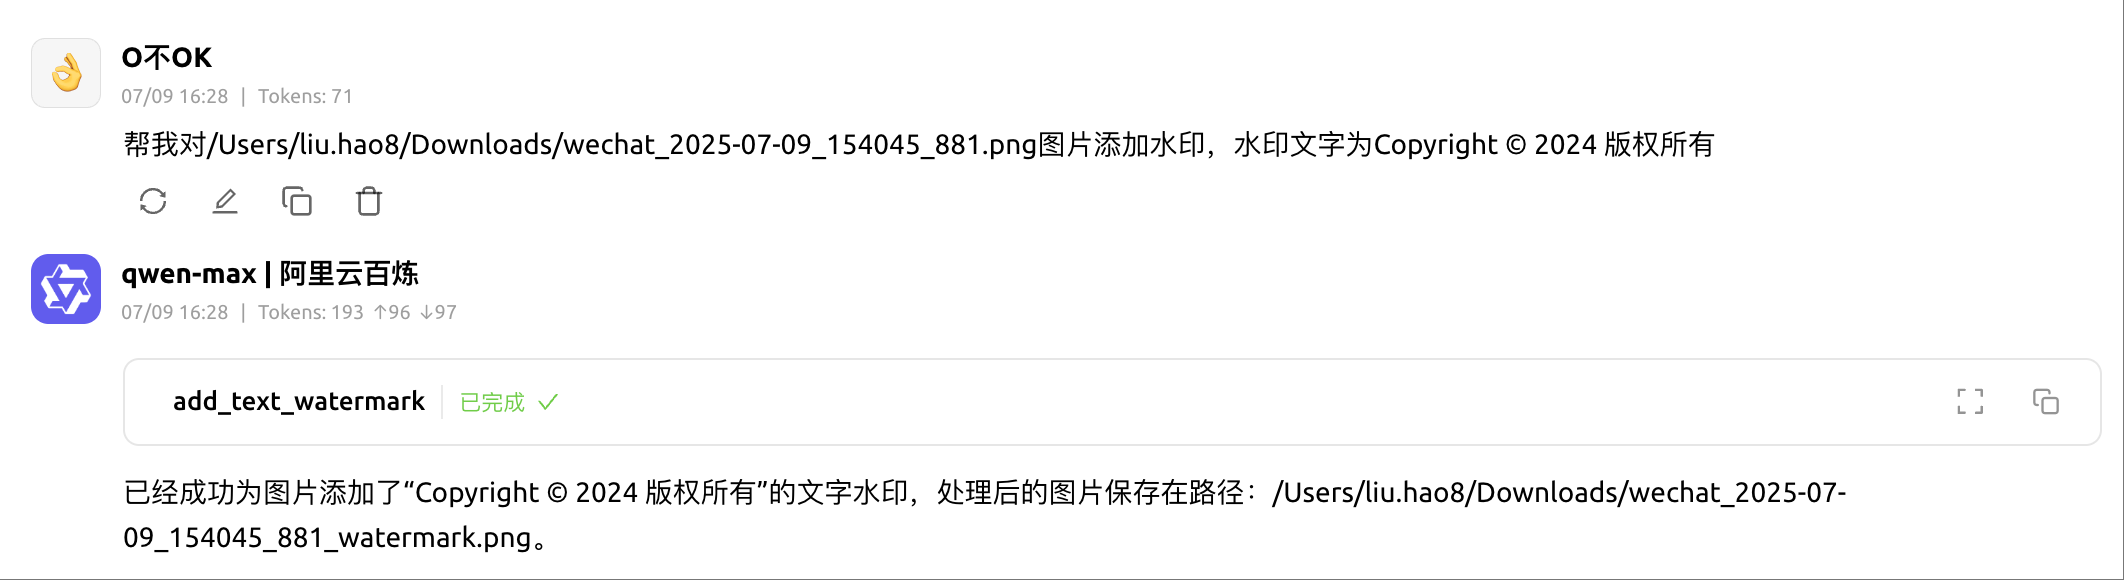 O不OK
07/09 16:28 | Tokens: 71
帮我对/Users/liu.hao8/Downloads/wechat_2025-07-09_154045_881.png图片添加水印，水印文字为Copyright © 2024 版权所有
qwen-max | 阿里云百炼
07/09 16:28 | Tokens: 193 ↑96 ↓97
add_text_watermark 已完成
已经成功为图片添加了“Copyright © 2024 版权所有”的文字水印，处理后的图片保存在路径：/Users/liu.hao8/Downloads/wechat_2025-07-
09_154045_881_watermark.png。